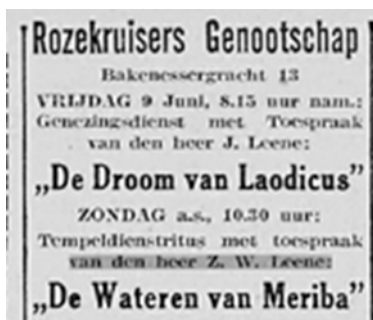 Rozekruisers Genootschap
Bakenessergracht 13
VRIJDAG 9 Juni, 8.15 uur nam.:
Genezingsdienst met Toespraak
van den heer J. Leene:
„De Droom van Laodicus”
ZONDAG a.s., 10.30 uur:
Tempeldienstritus met toespraak
van den heer Z. W. Leene:
„De Wateren van Meriba”